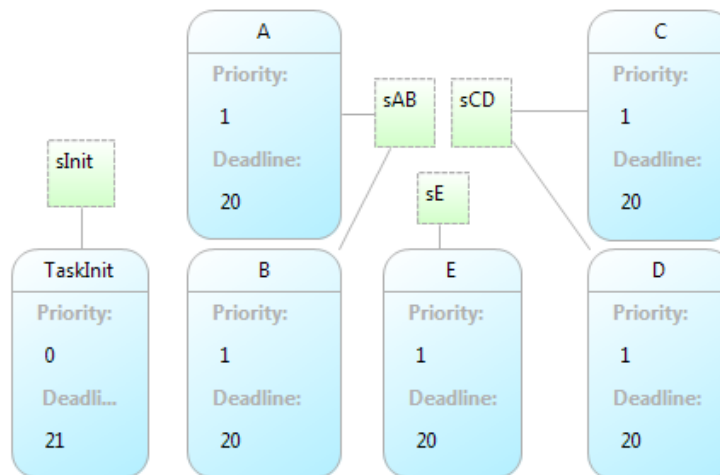 A
Priority:
1
Deadline:
20
sAB
sCD
C
Priority:
1
Deadline:
20
sInit
sE
TaskInit
Priority:
0
Deadli...
21
B
Priority:
1
Deadline:
20
E
Priority:
1
Deadline:
20
D
Priority:
1
Deadline:
20